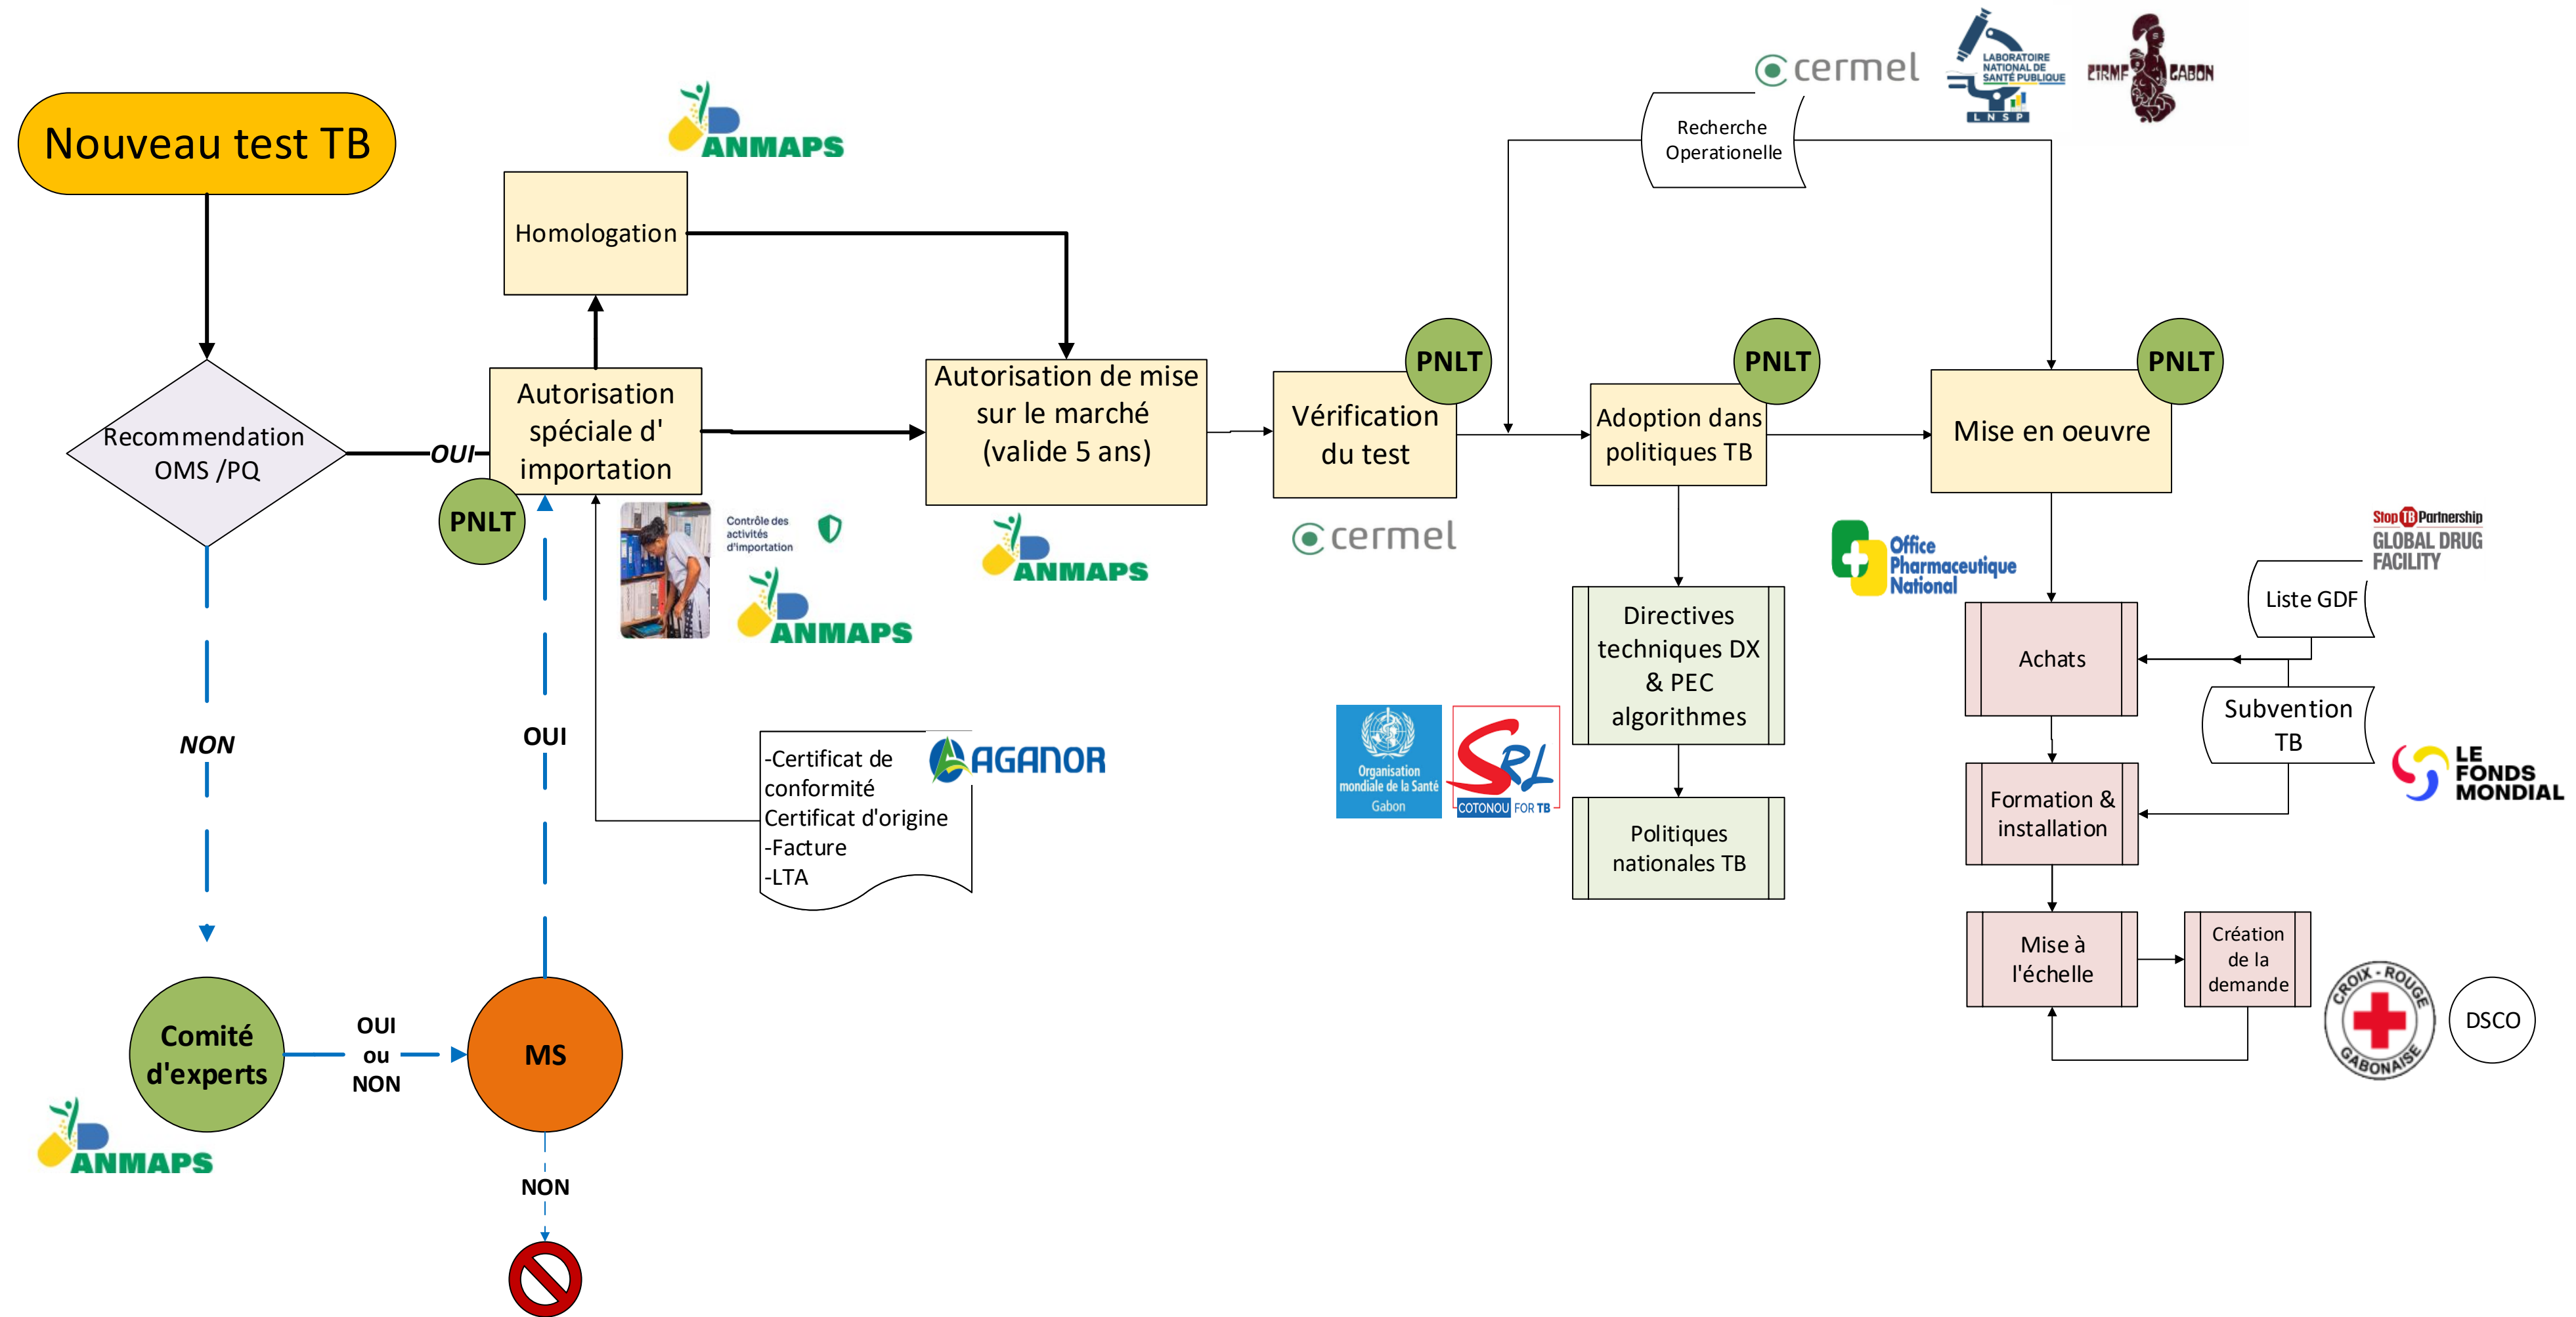 Nouveau test TB
Recommendation
OMS /PQ
OUI
NON
Comité
d'experts
ANMAPS
OUI
ou
NON
MS
OUI
NON
ANMAPS
Homologation
Autorisation
spéciale d'
importation
PNLT
Contrôle des
activités
d'importation
ANMAPS
-Certificat de
conformité
Certificat d'origine
-Facture
-LTA
AGANOR
Autorisation de mise
sur le marché
(valide 5 ans)
ANMAPS
PNLT
Vérification
du test
cermel
Recherche
Operationelle
cermel
LABORATOIRE
NATIONAL DE
SANTÉ PUBLIQUE
LNSP
CIRMF GABON
PNLT
Adoption dans
politiques TB
Directives
techniques DX
& PEC
algorithmes
Organisation
mondiale de la Santé
Gabon
SRL
COTONOU FOR TB
Politiques
nationales TB
PNLT
Mise en oeuvre
Office
Pharmaceutique
National
Achats
Stop TB Partnership
GLOBAL DRUG
FACILITY
Liste GDF
Subvention
TB
LE
FONDS
MONDIAL
Formation &
installation
Mise à
l'échelle
Création
de la
demande
CROIX-ROUGE
GABONAISE
DSCO